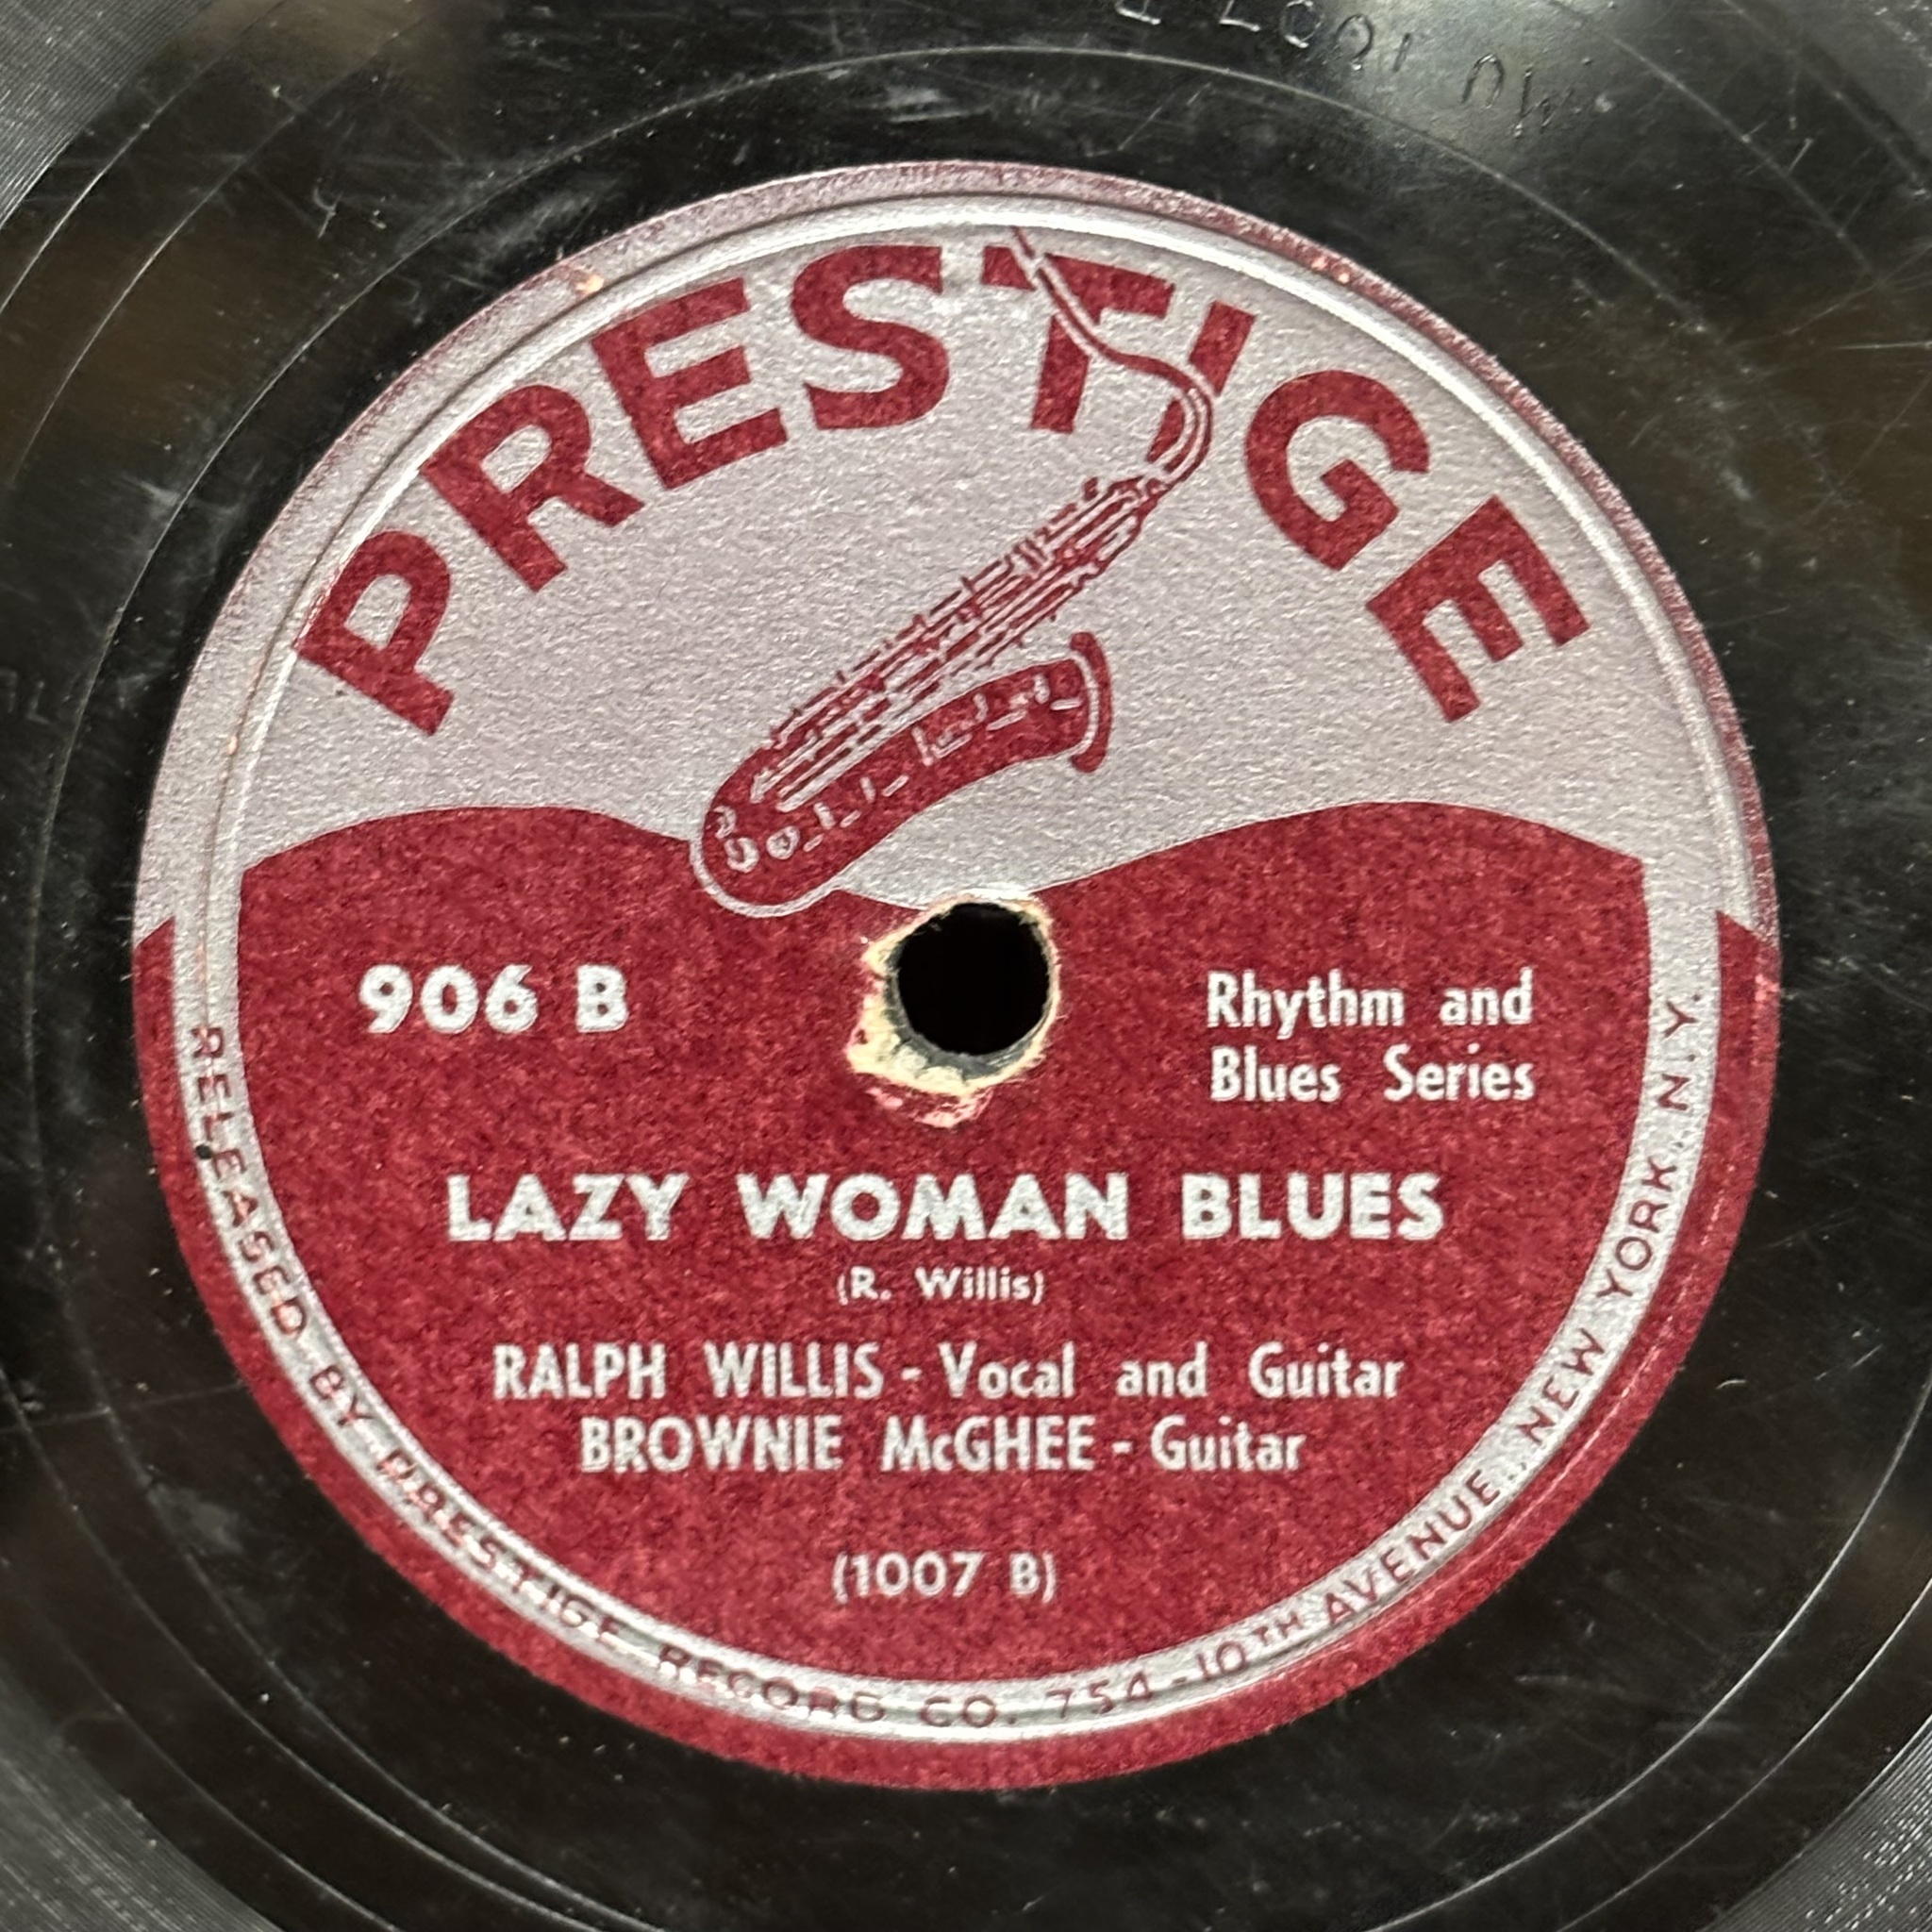 PRESTIGE
906 B
Rhythm and
Blues Series
LAZY WOMAN BLUES
(R. Willis)
RALPH WILLIS - Vocal and Guitar
BROWNIE McGHEE - Guitar
(1007 B)
RELEASED BY PRESTIGE RECORD CO. 754-10TH AVENUE., NEW YORK, N.Y.